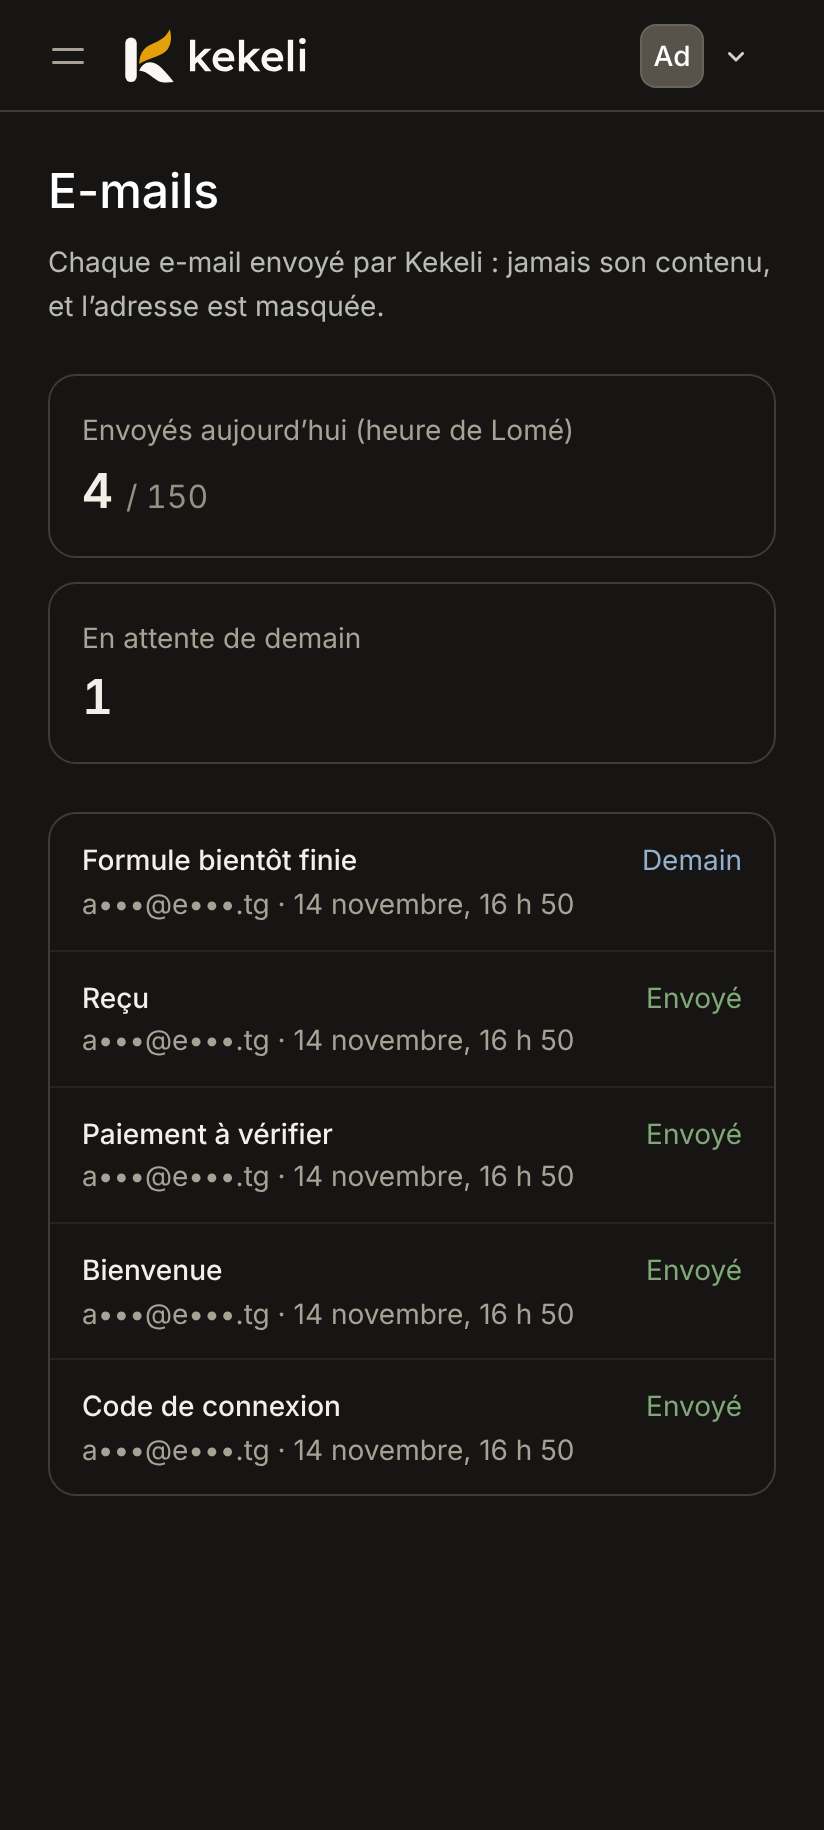 kekeli
Ad
E-mails
Chaque e-mail envoyé par Kekeli : jamais son contenu,
et l’adresse est masquée.
Envoyés aujourd’hui (heure de Lomé)
4 / 150
En attente de demain
1
Formule bientôt finie
Demain
a•••@e•••.tg · 14 novembre, 16 h 50
Reçu
Envoyé
a•••@e•••.tg · 14 novembre, 16 h 50
Paiement à vérifier
Envoyé
a•••@e•••.tg · 14 novembre, 16 h 50
Bienvenue
Envoyé
a•••@e•••.tg · 14 novembre, 16 h 50
Code de connexion
Envoyé
a•••@e•••.tg · 14 novembre, 16 h 50